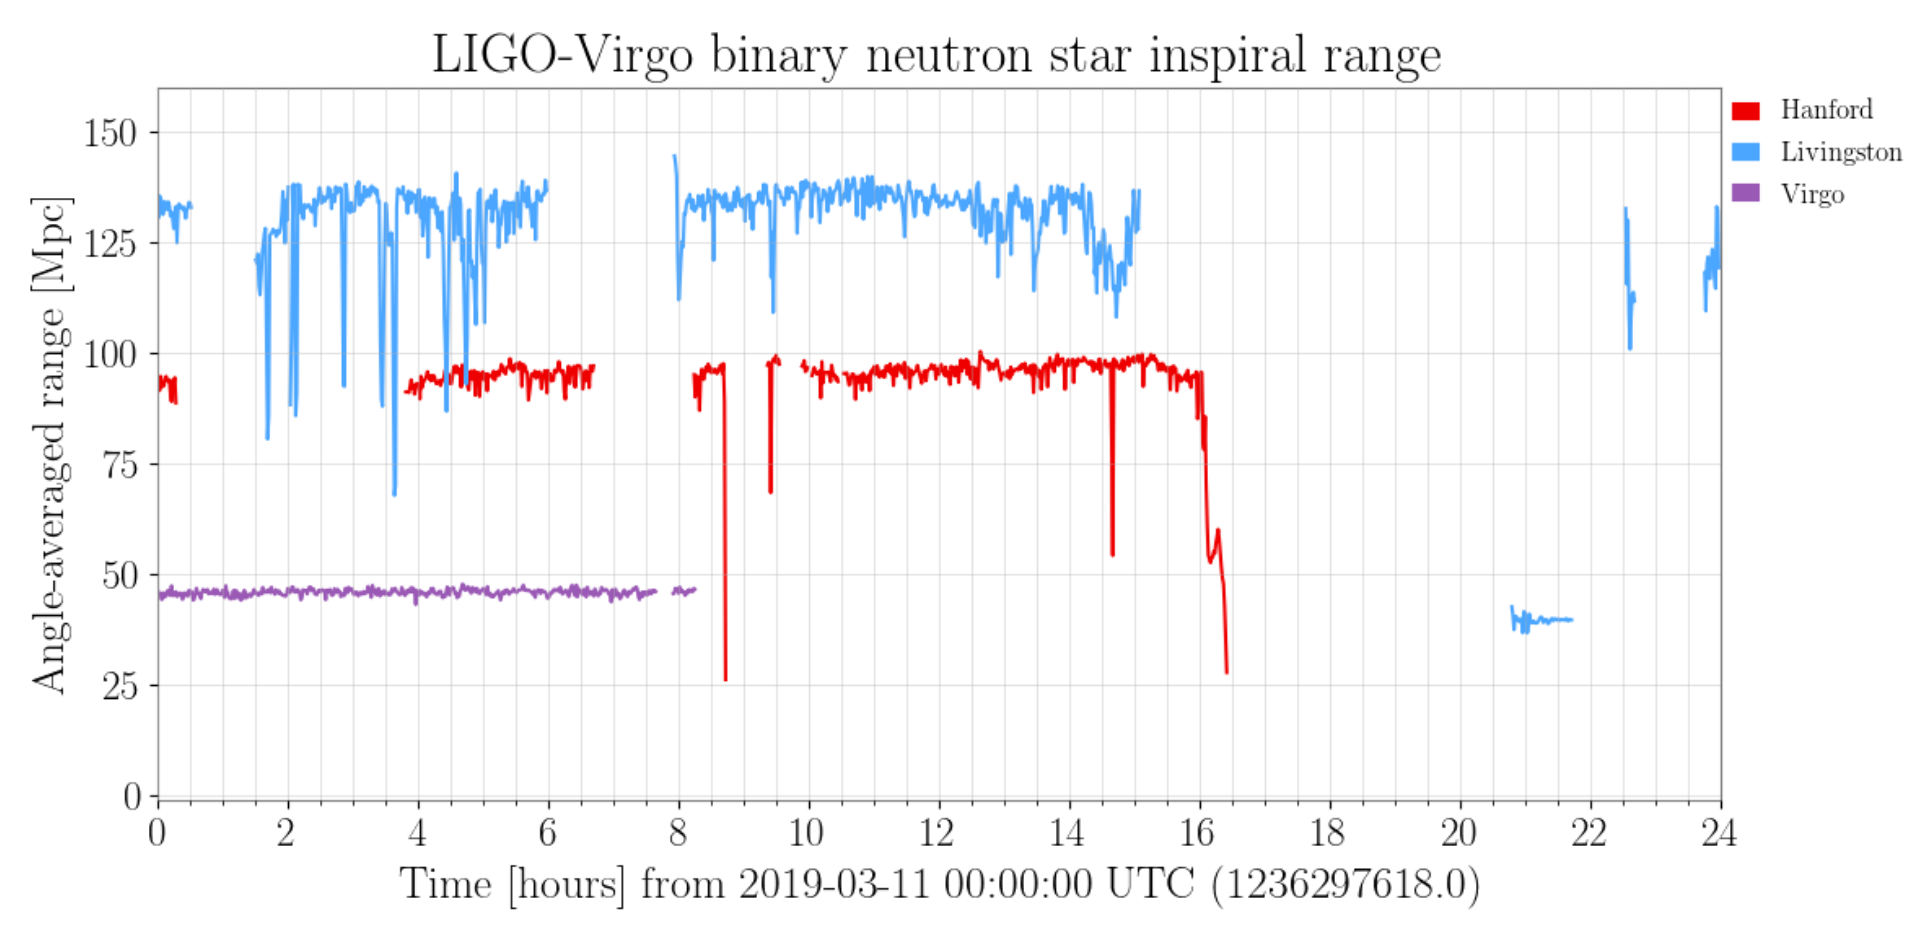 LIGO-Virgo binary neutron star inspiral range
Hanford
Livingston
Virgo
Angle-averaged range [Mpc]
150
125
100
75
50
25
0
0 2 4 6 8 10 12 14 16 18 20 22 24
Time [hours] from 2019-03-11 00:00:00 UTC (1236297618.0)